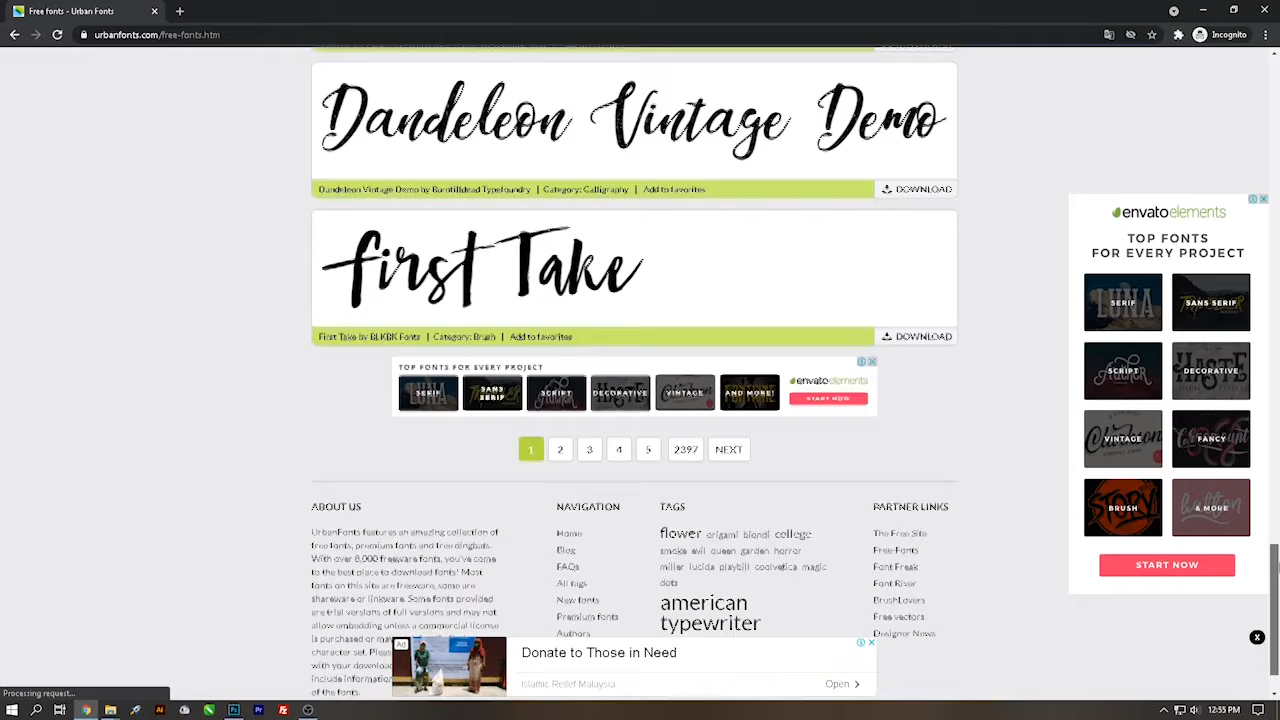 Free fonts - Urban Fonts
urbanfonts.com/free-fonts.htm
Incognito
Dandeleon Vintage Demo
Dandeleon Vintage Demo by Burntilldead Typefoundry | Category: Calligraphy | Add to favorites
DOWNLOAD
First Take
First Take by BLKBK Fonts | Category: Brush | Add to favorites
DOWNLOAD
TOP FONTS FOR EVERY PROJECT
SERIF
SANS SERIF
SCRIPT
DECORATIVE
VINTAGE
AND MORE!
envatoelements
START NOW
1 2 3 4 5 2397 NEXT
ABOUT US
UrbanFonts features an amazing collection of
free fonts, premium fonts and free dingbats.
With over 8,000 freeware fonts, you've come
to the best place to download fonts! Most
fonts on this site are freeware, some are
shareware or linkware. Some fonts provided
are trial versions of full versions and may not
allow embedding unless a commercial license
is purchased or may
character set. Pleas
with your download
include information
of the fonts.
NAVIGATION
Home
Blog
FAQs
All tags
New fonts
Premium fonts
Authors
TAGS
flower origami biondi college
smoke evil queen garden horror
miller lucida playbill coolvetica magic
dots
american
typewriter
PARTNER LINKS
The Free Site
Free-Fonts
Font Freak
Font River
BrushLovers
Free vectors
Designer News
Ad
Donate to Those in Need
Islamic Relief Malaysia
Open
envatoelements
TOP FONTS
FOR EVERY PROJECT
LUNA
SERIF
SANS SERIF
SCRIPT
HASTE
DECORATIVE
VINTAGE
FANCY
STORY
BRUSH
& MORE
START NOW
X
Processing request...
12:55 PM